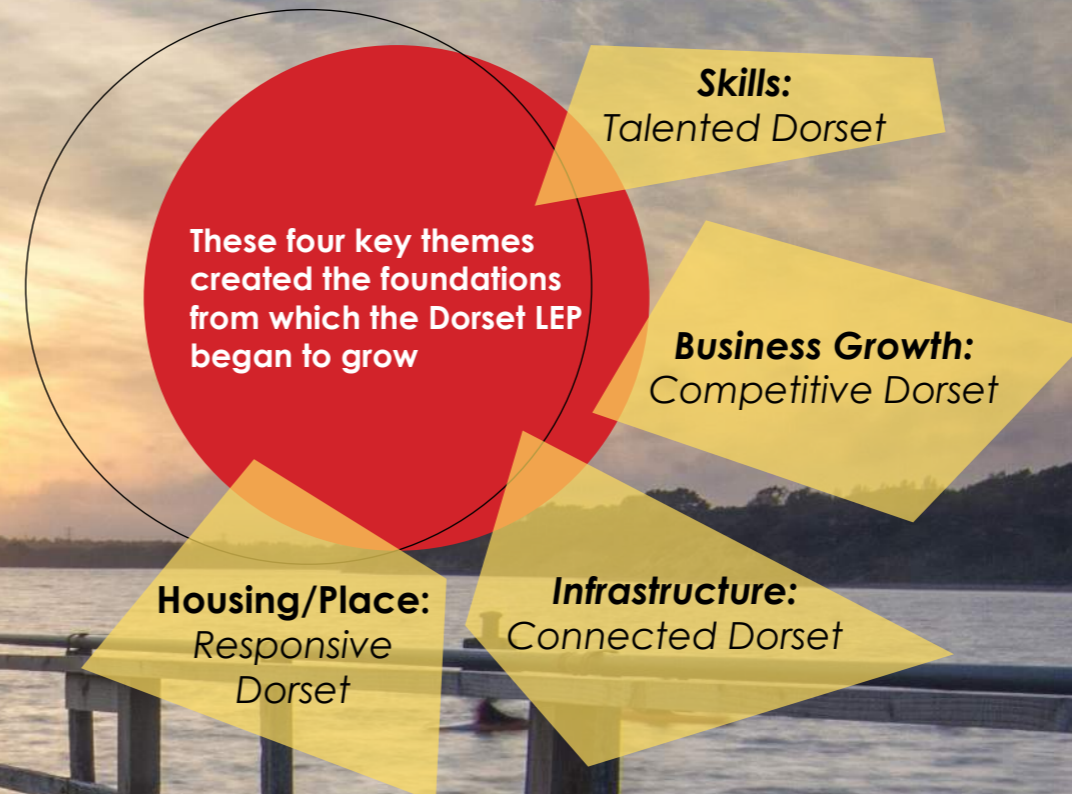 These four key themes
created the foundations
from which the Dorset LEP
began to grow
Skills:
Talented Dorset
Business Growth:
Competitive Dorset
Infrastructure:
Connected Dorset
Housing/Place:
Responsive
Dorset